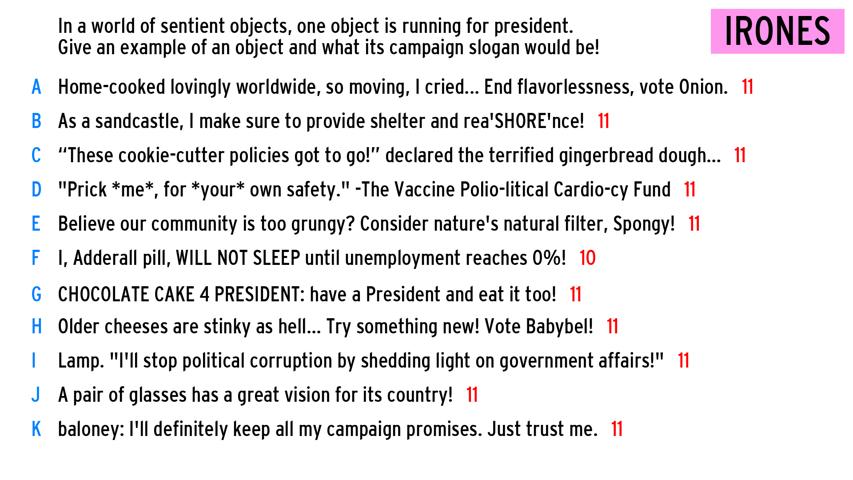 In a world of sentient objects, one object is running for president.
Give an example of an object and what its campaign slogan would be!
IRONES
A Home-cooked lovingly worldwide, so moving, I cried... End flavorlessness, vote Onion. 11
B As a sandcastle, I make sure to provide shelter and rea'SHORE'nce! 11
C “These cookie-cutter policies got to go!” declared the terrified gingerbread dough... 11
D "Prick *me*, for *your* own safety." -The Vaccine Polio-litical Cardio-cy Fund 11
E Believe our community is too grungy? Consider nature's natural filter, Spongy! 11
F I, Adderall pill, WILL NOT SLEEP until unemployment reaches 0%! 10
G CHOCOLATE CAKE 4 PRESIDENT: have a President and eat it too! 11
H Older cheeses are stinky as hell... Try something new! Vote Babybel! 11
I Lamp. "I'll stop political corruption by shedding light on government affairs!" 11
J A pair of glasses has a great vision for its country! 11
K baloney: I'll definitely keep all my campaign promises. Just trust me. 11